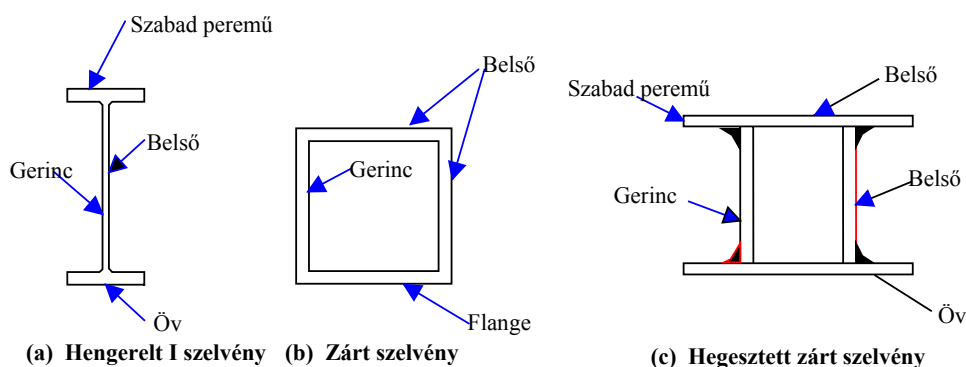 Szabad peremű
Belső
Gerinc
Öv
(a) Hengerelt I szelvény
Belső
Gerinc
Flange
(b) Zárt szelvény
Szabad peremű
Belső
Gerinc
Belső
Öv
(c) Hegesztett zárt szelvény